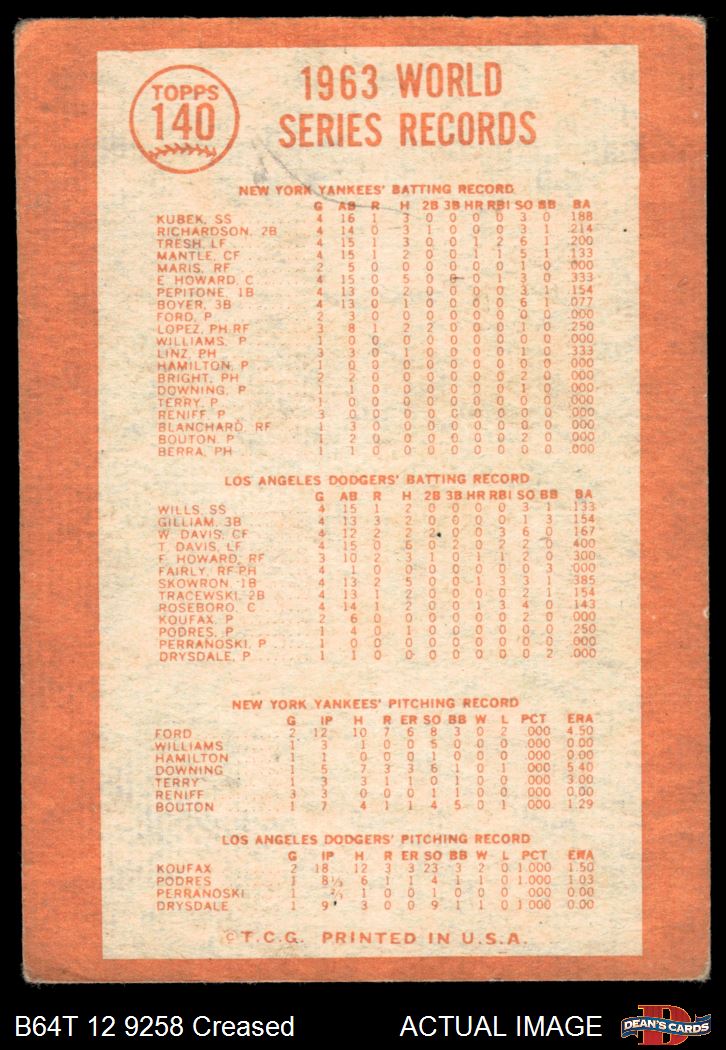 TOPPS
140
1963 WORLD
SERIES RECORDS
NEW YORK YANKEES' BATTING RECORD
G AB R H 2B 3B HR RBI SO BB BA
KUBEK, SS 4 16 1 3 0 0 0 0 3 0 .188
RICHARDSON, 2B 4 14 0 3 1 0 0 0 3 1 .214
TRESH, LF 4 15 1 3 0 0 1 2 6 1 .200
MANTLE, CF 4 15 1 2 0 0 1 1 5 1 .133
MARIS, RF 2 5 0 0 0 0 0 0 1 0 .000
E. HOWARD, C 4 15 0 5 0 0 0 1 3 0 .333
PEPITONE, 1B 4 13 0 2 0 0 0 0 3 1 .154
BOYER, 3B 4 13 0 1 0 0 0 0 6 1 .077
FORD, P 2 3 0 0 0 0 0 0 0 0 .000
LOPEZ, PH RF 3 8 1 2 2 0 0 0 1 0 .250
WILLIAMS, P 1 0 0 0 0 0 0 0 0 0 .000
LINZ, PH 3 3 0 1 0 0 0 0 1 0 .333
HAMILTON, P 1 0 0 0 0 0 0 0 0 0 .000
BRIGHT, PH 2 2 0 0 0 0 0 0 2 0 .000
DOWNING, P 1 1 0 0 0 0 0 0 1 0 .000
TERRY, P 1 0 0 0 0 0 0 0 0 0 .000
RENIFF, P 3 0 0 0 0 0 0 0 0 0 .000
BLANCHARD, RF 1 3 0 0 0 0 0 0 0 0 .000
BOUTON, P 1 2 0 0 0 0 0 0 2 0 .000
BERRA, PH 1 1 0 0 0 0 0 0 0 0 .000
LOS ANGELES DODGERS' BATTING RECORD
G AB R H 2B 3B HR RBI SO BB BA
WILLS, SS 4 15 1 2 0 0 0 0 3 1 .133
GILLIAM, 3B 4 13 3 2 0 0 0 0 1 3 .154
W. DAVIS, CF 4 12 2 2 2 0 0 3 6 0 .167
T. DAVIS, LF 4 15 0 6 0 2 0 2 2 0 .400
F. HOWARD, RF 3 10 2 3 1 0 1 1 2 0 .300
FAIRLY, RF-PH 4 1 0 0 0 0 0 0 0 3 .000
SKOWRON 1B 4 13 2 5 0 0 1 3 3 1 .385
TRACEWSKI, 2B 4 13 1 2 0 0 0 0 2 1 .154
ROSEBORO, C 4 14 1 2 0 0 1 3 4 0 .143
KOUFAX, P 2 6 0 0 0 0 0 0 2 0 .000
PODRES, P 1 4 0 1 0 0 0 0 0 0 .250
PERRANOSKI, P 1 0 0 0 0 0 0 0 0 0 .000
DRYSDALE, P 1 1 0 0 0 0 0 0 0 2 .000
NEW YORK YANKEES' PITCHING RECORD
G IP H R ER SO BB W L PCT ERA
FORD 2 12 10 7 6 8 3 0 2 .000 4.50
WILLIAMS 1 3 1 0 0 5 0 0 0 .000 0.00
HAMILTON 1 1 0 0 0 1 0 0 0 .000 0.00
DOWNING 1 5 7 3 3 6 1 0 1 .000 5.40
TERRY 1 3 3 1 1 0 1 0 0 .000 3.00
RENIFF 3 3 0 0 0 1 1 0 0 .000 0.00
BOUTON 1 7 4 1 1 4 5 0 1 .000 1.29
LOS ANGELES DODGERS' PITCHING RECORD
G IP H R ER SO BB W L PCT ERA
KOUFAX 2 18 12 3 3 23 3 2 0 1.000 1.50
PODRES 1 8⅓ 6 1 1 4 1 1 0 1.000 1.03
PERRANOSKI 1 ⅔ 1 0 0 1 0 0 0 .000 0.00
DRYSDALE 1 9 3 0 0 9 1 1 0 1.000 0.00
©T.C.G. PRINTED IN U.S.A.
B64T 12 9258 Creased
ACTUAL IMAGE
DEAN'S CARDS